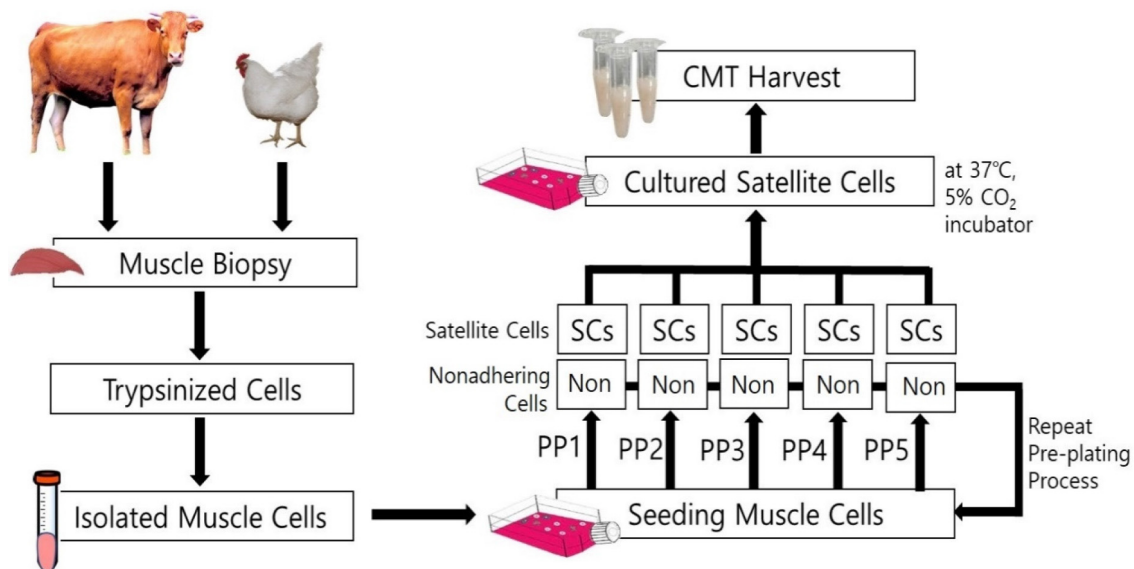 Muscle Biopsy
Trypsinized Cells
Isolated Muscle Cells
CMT Harvest
Cultured Satellite Cells
at 37℃,
5% CO₂
incubator
Satellite Cells
SCs
SCs
SCs
SCs
SCs
Nonadhering
Cells
Non
Non
Non
Non
Non
PP1
PP2
PP3
PP4
PP5
Repeat
Pre-plating
Process
Seeding Muscle Cells